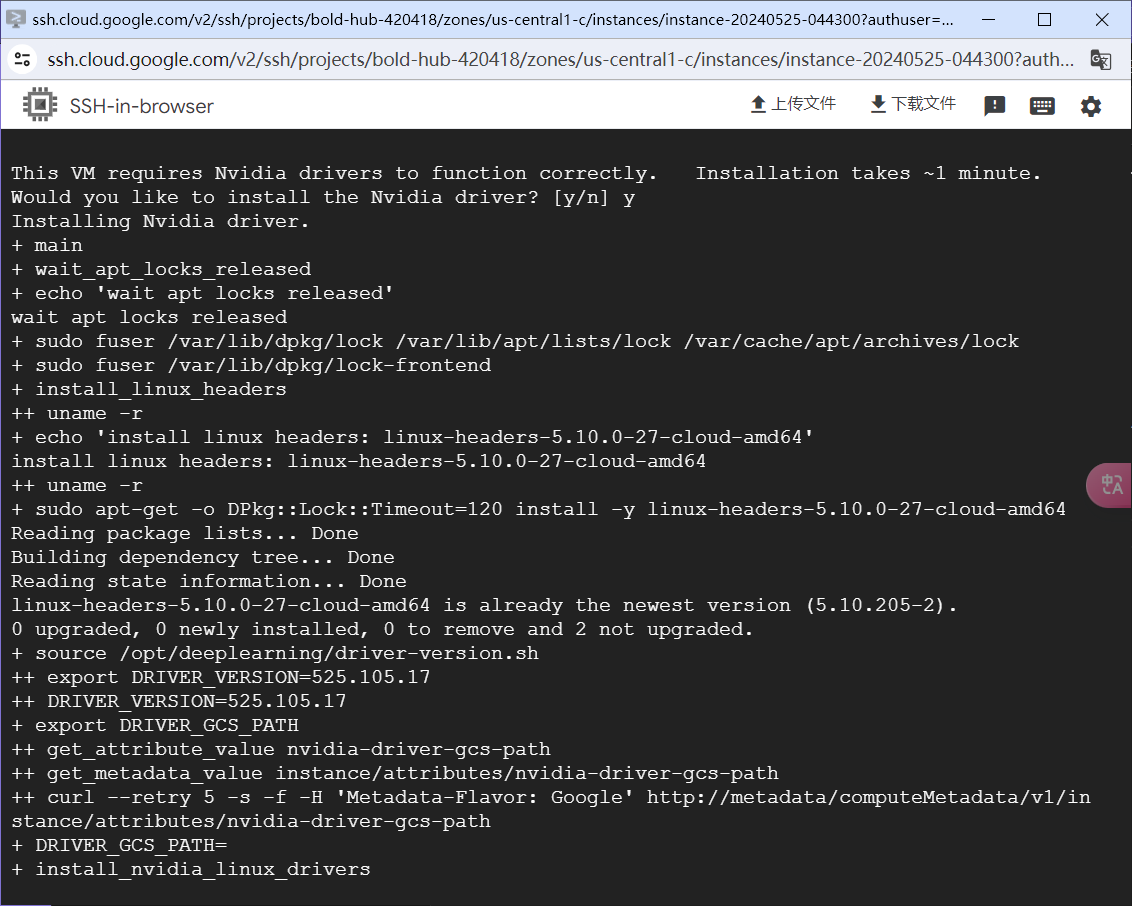 ssh.cloud.google.com/v2/ssh/projects/bold-hub-420418/zones/us-central1-c/instances/instance-20240525-044300?authuser=...
ssh.cloud.google.com/v2/ssh/projects/bold-hub-420418/zones/us-central1-c/instances/instance-20240525-044300?auth...
SSH-in-browser 上传文件 下载文件
This VM requires Nvidia drivers to function correctly.   Installation takes ~1 minute.
Would you like to install the Nvidia driver? [y/n] y
Installing Nvidia driver.
+ main
+ wait_apt_locks_released
+ echo 'wait apt locks released'
wait apt locks released
+ sudo fuser /var/lib/dpkg/lock /var/lib/apt/lists/lock /var/cache/apt/archives/lock
+ sudo fuser /var/lib/dpkg/lock-frontend
+ install_linux_headers
++ uname -r
+ echo 'install linux headers: linux-headers-5.10.0-27-cloud-amd64'
install linux headers: linux-headers-5.10.0-27-cloud-amd64
++ uname -r
+ sudo apt-get -o DPkg::Lock::Timeout=120 install -y linux-headers-5.10.0-27-cloud-amd64
Reading package lists... Done
Building dependency tree... Done
Reading state information... Done
linux-headers-5.10.0-27-cloud-amd64 is already the newest version (5.10.205-2).
0 upgraded, 0 newly installed, 0 to remove and 2 not upgraded.
+ source /opt/deeplearning/driver-version.sh
++ export DRIVER_VERSION=525.105.17
++ DRIVER_VERSION=525.105.17
+ export DRIVER_GCS_PATH
++ get_attribute_value nvidia-driver-gcs-path
++ get_metadata_value instance/attributes/nvidia-driver-gcs-path
++ curl --retry 5 -s -f -H 'Metadata-Flavor: Google' http://metadata/computeMetadata/v1/in
stance/attributes/nvidia-driver-gcs-path
+ DRIVER_GCS_PATH=
+ install_nvidia_linux_drivers